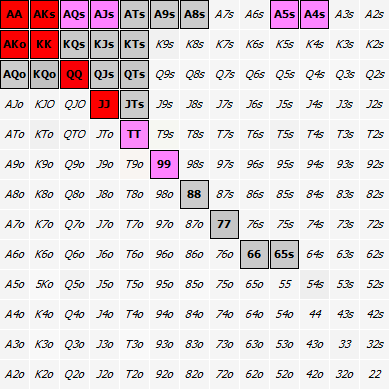 AA AKs AQs AJs ATs A9s A8s A7s A6s A5s A4s A3s A2s
AKo KK KQs KJs KTs K9s K8s K7s K6s K5s K4s K3s K2s
AQo KQo QQ QJs QTs Q9s Q8s Q7s Q6s Q5s Q4s Q3s Q2s
AJo KJO QJO JJ JTs J9s J8s J7s J6s J5s J4s J3s J2s
ATo KTo QTO JTo TT T9s T8s T7s T6s T5s T4s T3s T2s
A9o K9o Q9o J9o T9o 99 98s 97s 96s 95s 94s 93s 92s
A8o K8o Q8o J8o T8o 98o 88 87s 86s 85s 84s 83s 82s
A7o K7o Q7o J7o T7o 97o 87o 77 76s 75s 74s 73s 72s
A6o K6o Q6o J6o T6o 96o 86o 76o 66 65s 64s 63s 62s
A5o 5Ko Q5o J5o T5o 95o 85o 75o 65o 55 54s 53s 52s
A4o K4o Q4o J4o T4o 94o 84o 74o 64o 54o 44 43s 42s
A3o K3o Q3o J3o T3o 93o 83o 73o 63o 53o 43o 33 32s
A2o K2o Q2o J2o T2o 92o 82o 72o 62o 52o 42o 32o 22